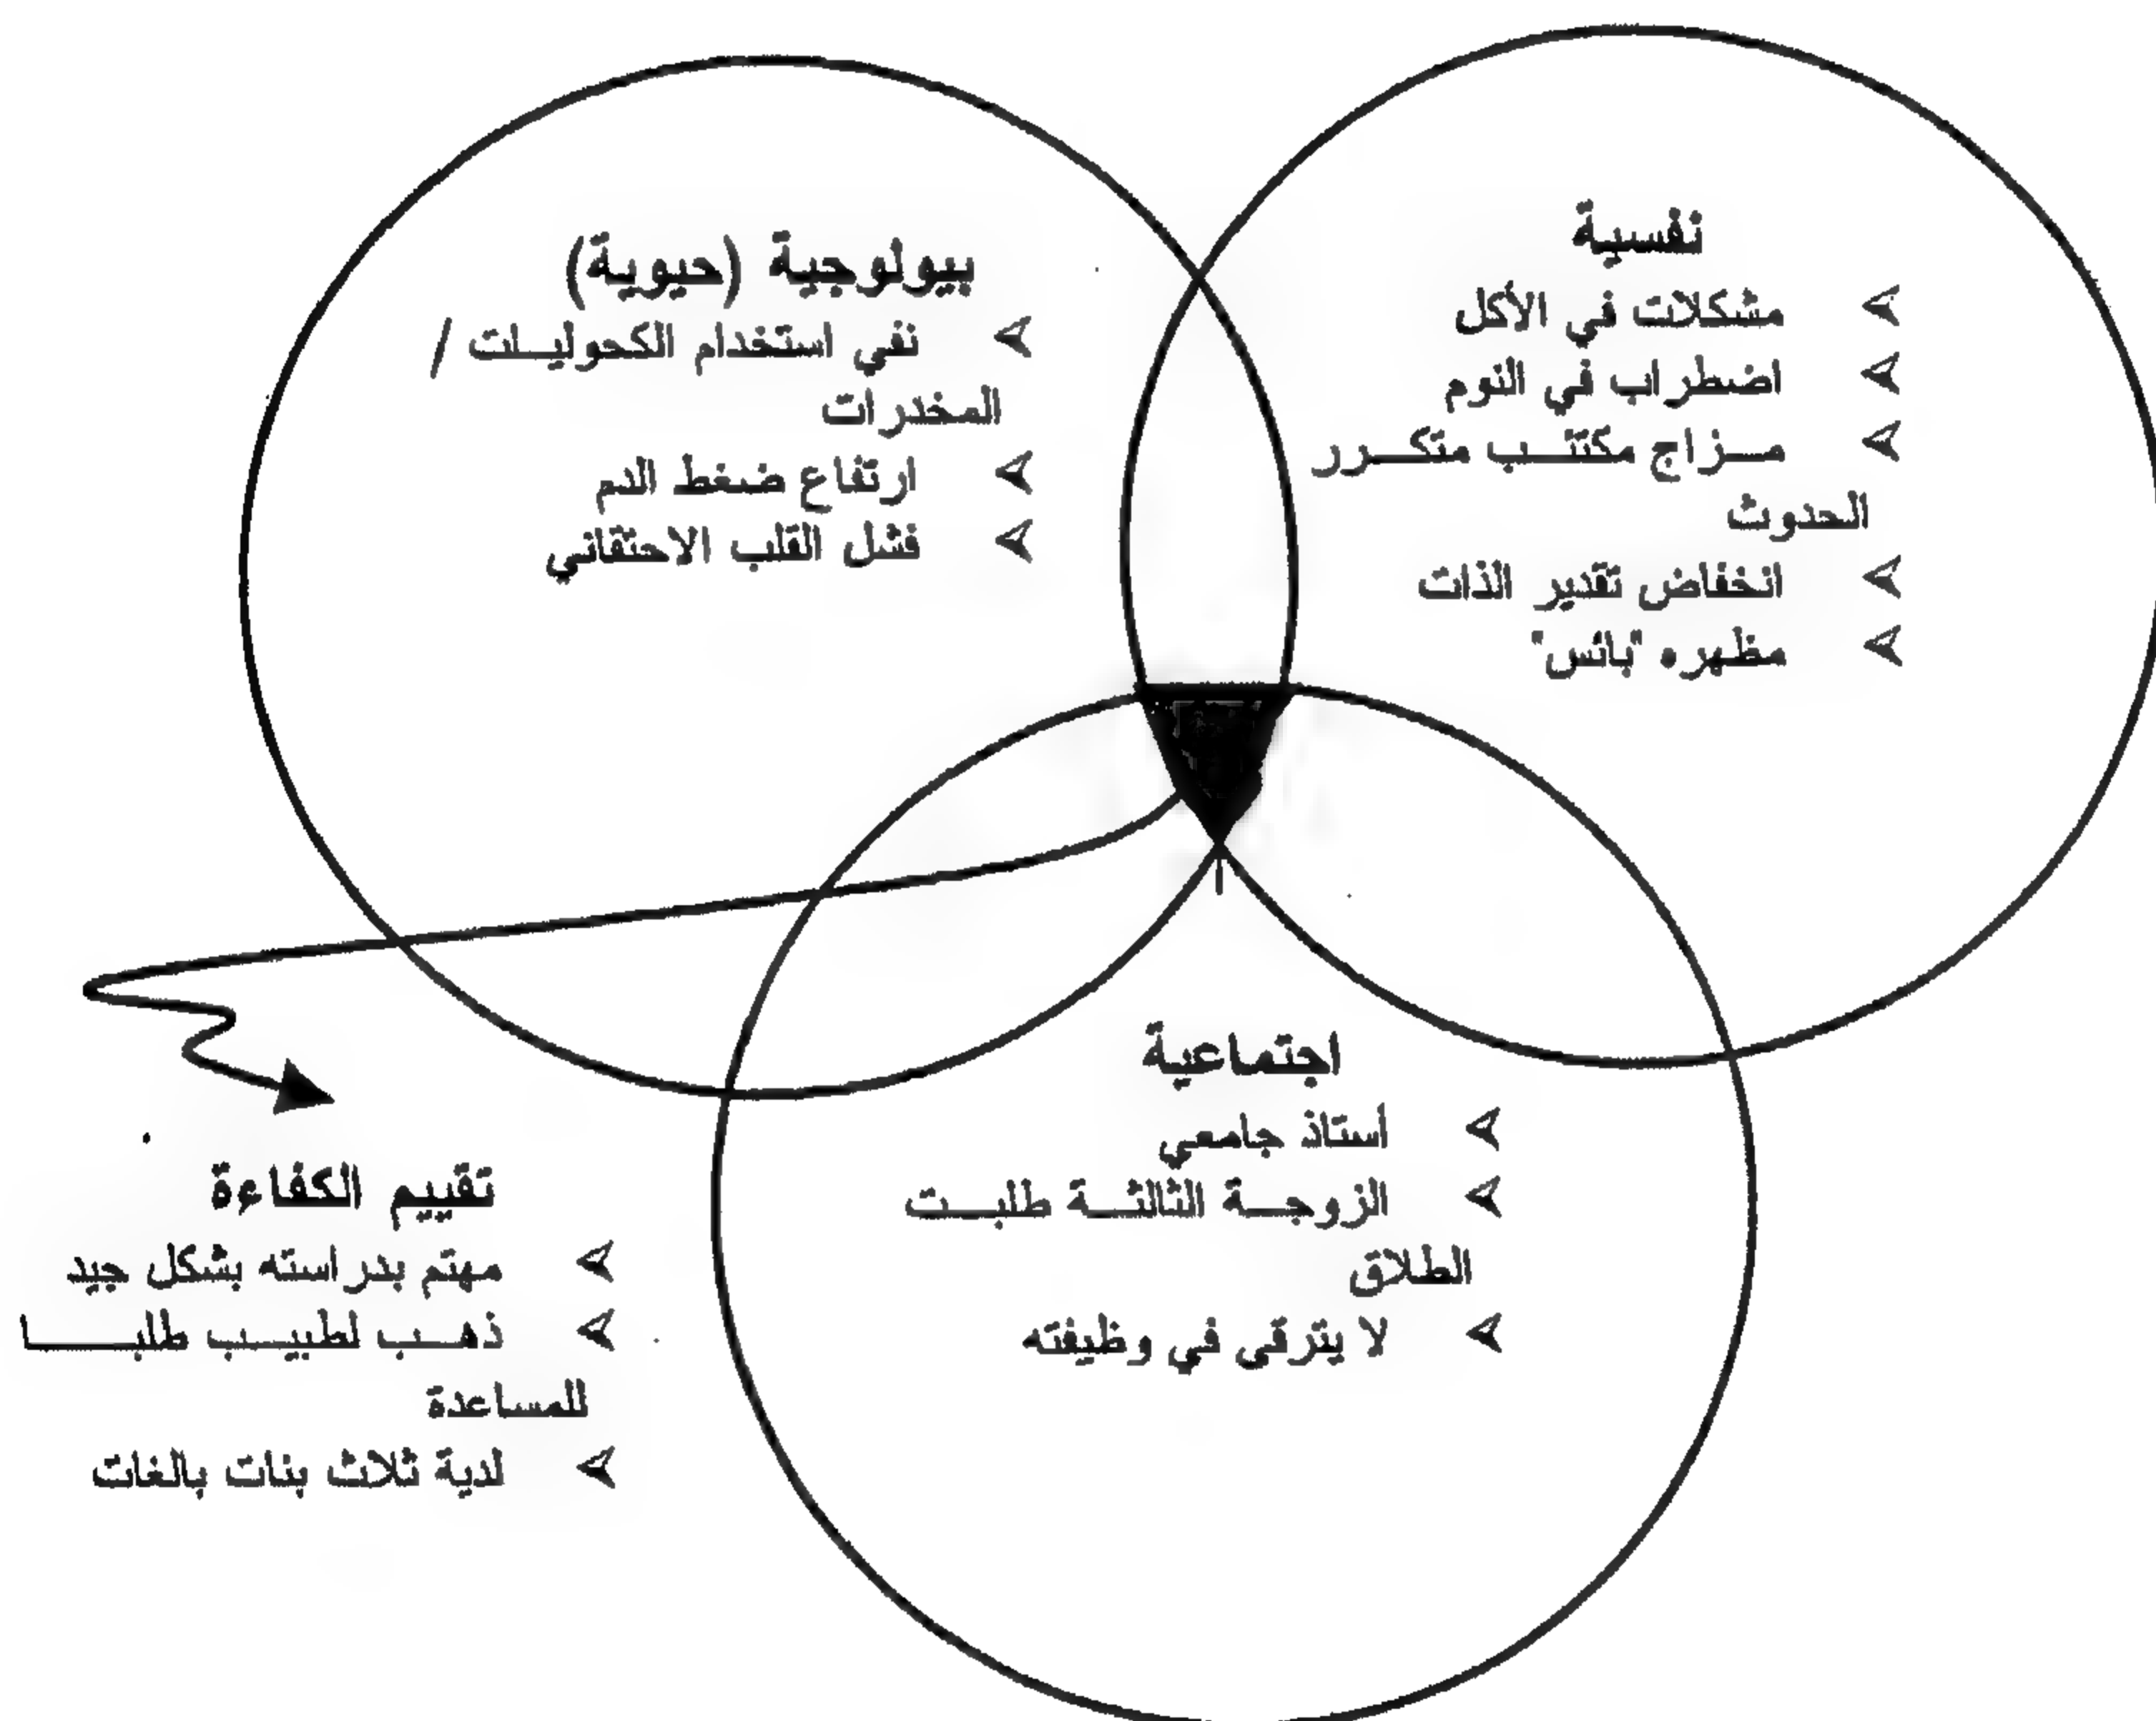 نفسية
➢ مشكلات في الأكل
➢ اضطراب في النوم
➢ مزاج مكتئب متكرر
الحدوث
➢ انخفاض تقدير الذات
➢ مظهره "بائس"
بيولوجية (حيوية)
➢ نفي استخدام الكحوليات /
المخدرات
➢ ارتفاع ضغط الدم
➢ فشل القلب الاحتقاني
اجتماعية
➢ أستاذ جامعي
➢ الزوجة الثالثة طلبت
الطلاق
➢ لا يترقى في وظيفته
تقييم الكفاءة
➢ مهتم بدراسته بشكل جيد
➢ ذهب لطبيب طلبا
للمساعدة
➢ لدية ثلاث بنات بالغات